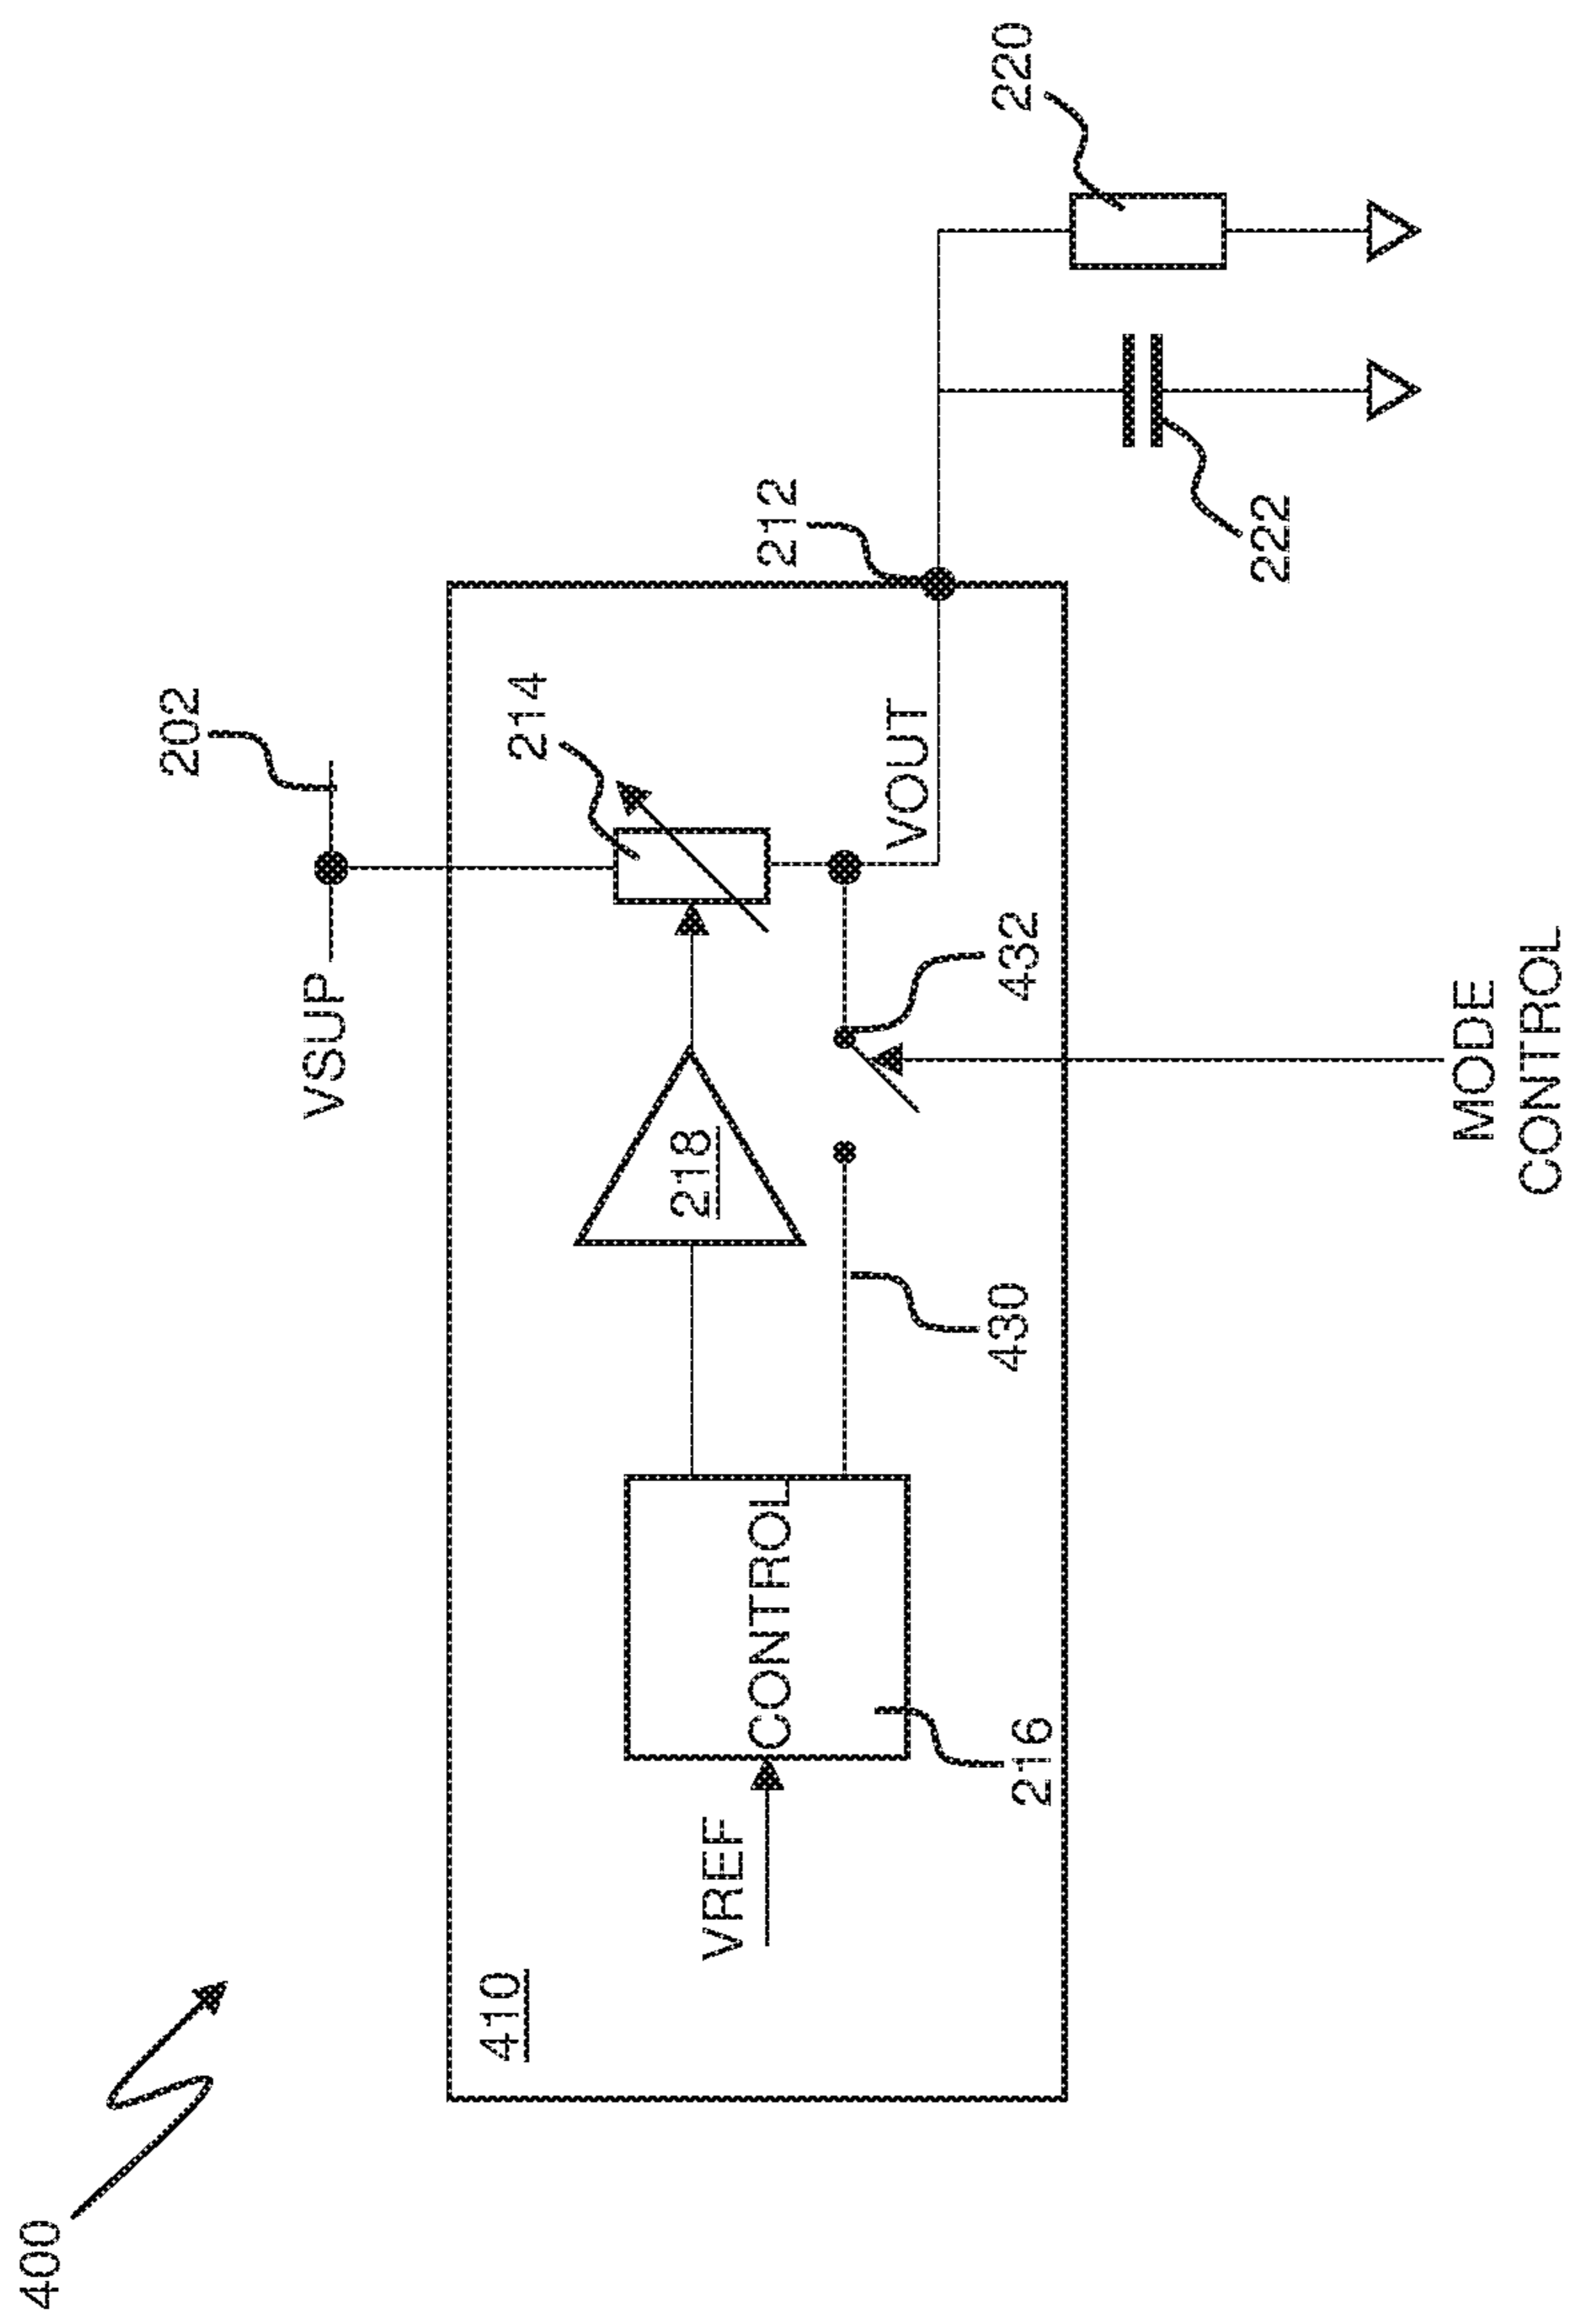 400
VSUP
202
410
VREF
CONTROL
216
218
214
430
432
VOUT
212
220
222
MODE
CONTROL